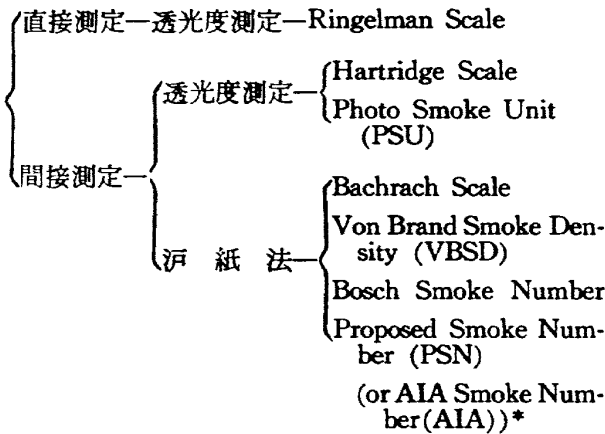 直接測定—透光度測定—Ringelman Scale
間接測定—
透光度測定—
Hartridge Scale
Photo Smoke Unit
(PSU)
沪紙法—
Bachrach Scale
Von Brand Smoke Den-
sity (VBSD)
Bosch Smoke Number
Proposed Smoke Num-
ber (PSN)
(or AIA Smoke Num-
ber(AIA))*